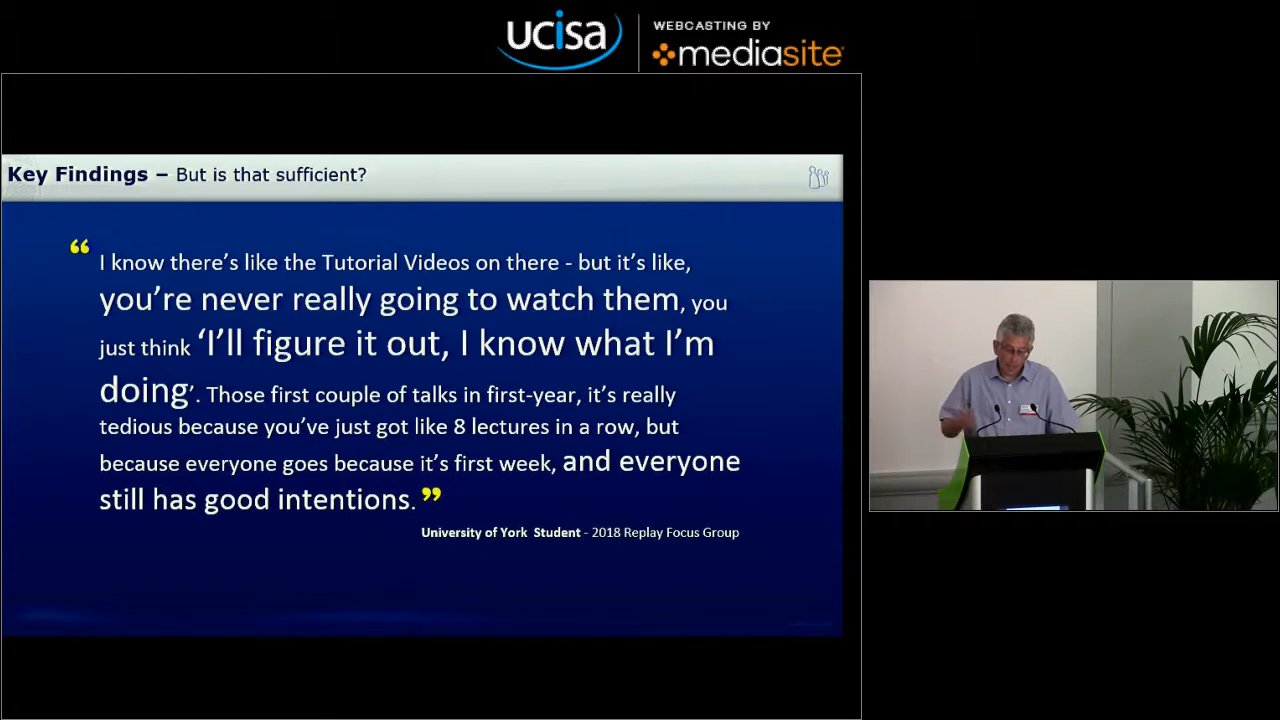 ucisa
WEBCASTING BY
mediasite
Key Findings – But is that sufficient?
“
I know there’s like the Tutorial Videos on there - but it’s like,
you’re never really going to watch them, you
just think ‘I’ll figure it out, I know what I’m
doing’. Those first couple of talks in first-year, it’s really
tedious because you’ve just got like 8 lectures in a row, but
because everyone goes because it’s first week, and everyone
still has good intentions. ”
University of York Student - 2018 Replay Focus Group